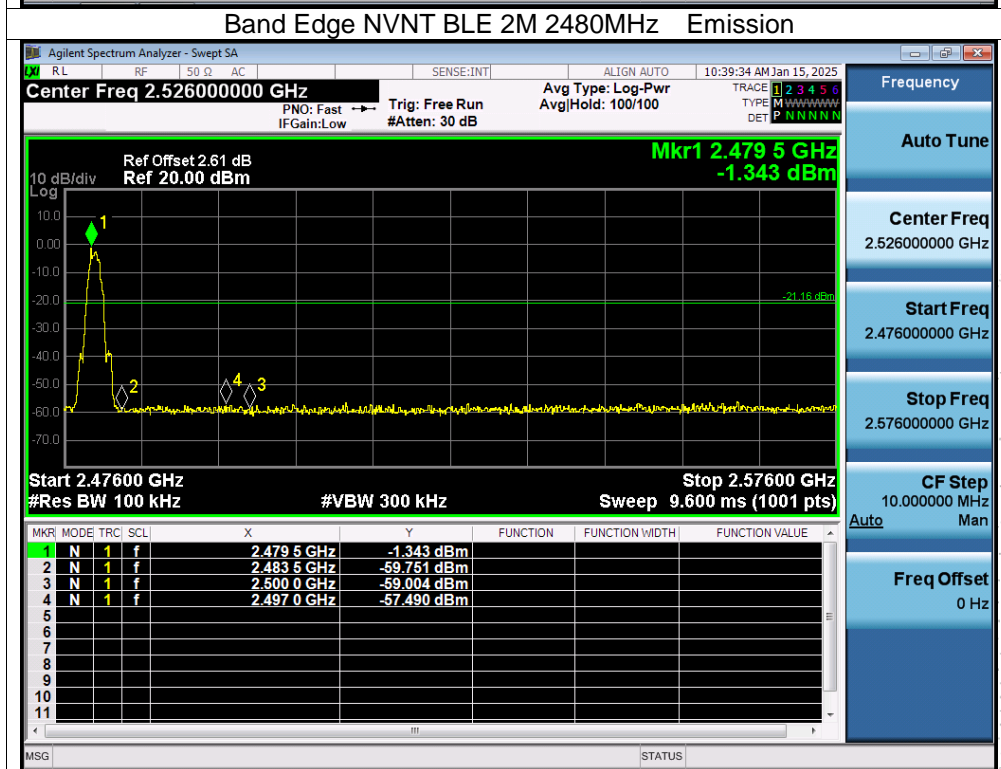 Band Edge NVNT BLE 2M 2480MHz Emission
Agilent Spectrum Analyzer - Swept SA
LXI RL RF 50 Ω AC SENSE:INT ALIGN AUTO 10:39:34 AM Jan 15, 2025
Center Freq 2.526000000 GHz
PNO: Fast
IFGain:Low
Trig: Free Run
#Atten: 30 dB
Avg Type: Log-Pwr
Avg|Hold: 100/100
TRACE 1 2 3 4 5 6
TYPE M WWWWW
DET P N N N N N
Mkr1 2.479 5 GHz
-1.343 dBm
Ref Offset 2.61 dB
10 dB/div Ref 20.00 dBm
Log
10.0
0.00
-10.0
-20.0
-30.0
-40.0
-50.0
-60.0
-70.0
1
-21.16 dBm
2
4
3
Start 2.47600 GHz Stop 2.57600 GHz
#Res BW 100 kHz #VBW 300 kHz Sweep 9.600 ms (1001 pts)
MKR MODE TRC SCL X Y FUNCTION FUNCTION WIDTH FUNCTION VALUE
1 N 1 f 2.479 5 GHz -1.343 dBm
2 N 1 f 2.483 5 GHz -59.751 dBm
3 N 1 f 2.500 0 GHz -59.004 dBm
4 N 1 f 2.497 0 GHz -57.490 dBm
5
6
7
8
9
10
11
MSG STATUS
Frequency
Auto Tune
Center Freq
2.526000000 GHz
Start Freq
2.476000000 GHz
Stop Freq
2.576000000 GHz
CF Step
10.000000 MHz
Auto Man
Freq Offset
0 Hz